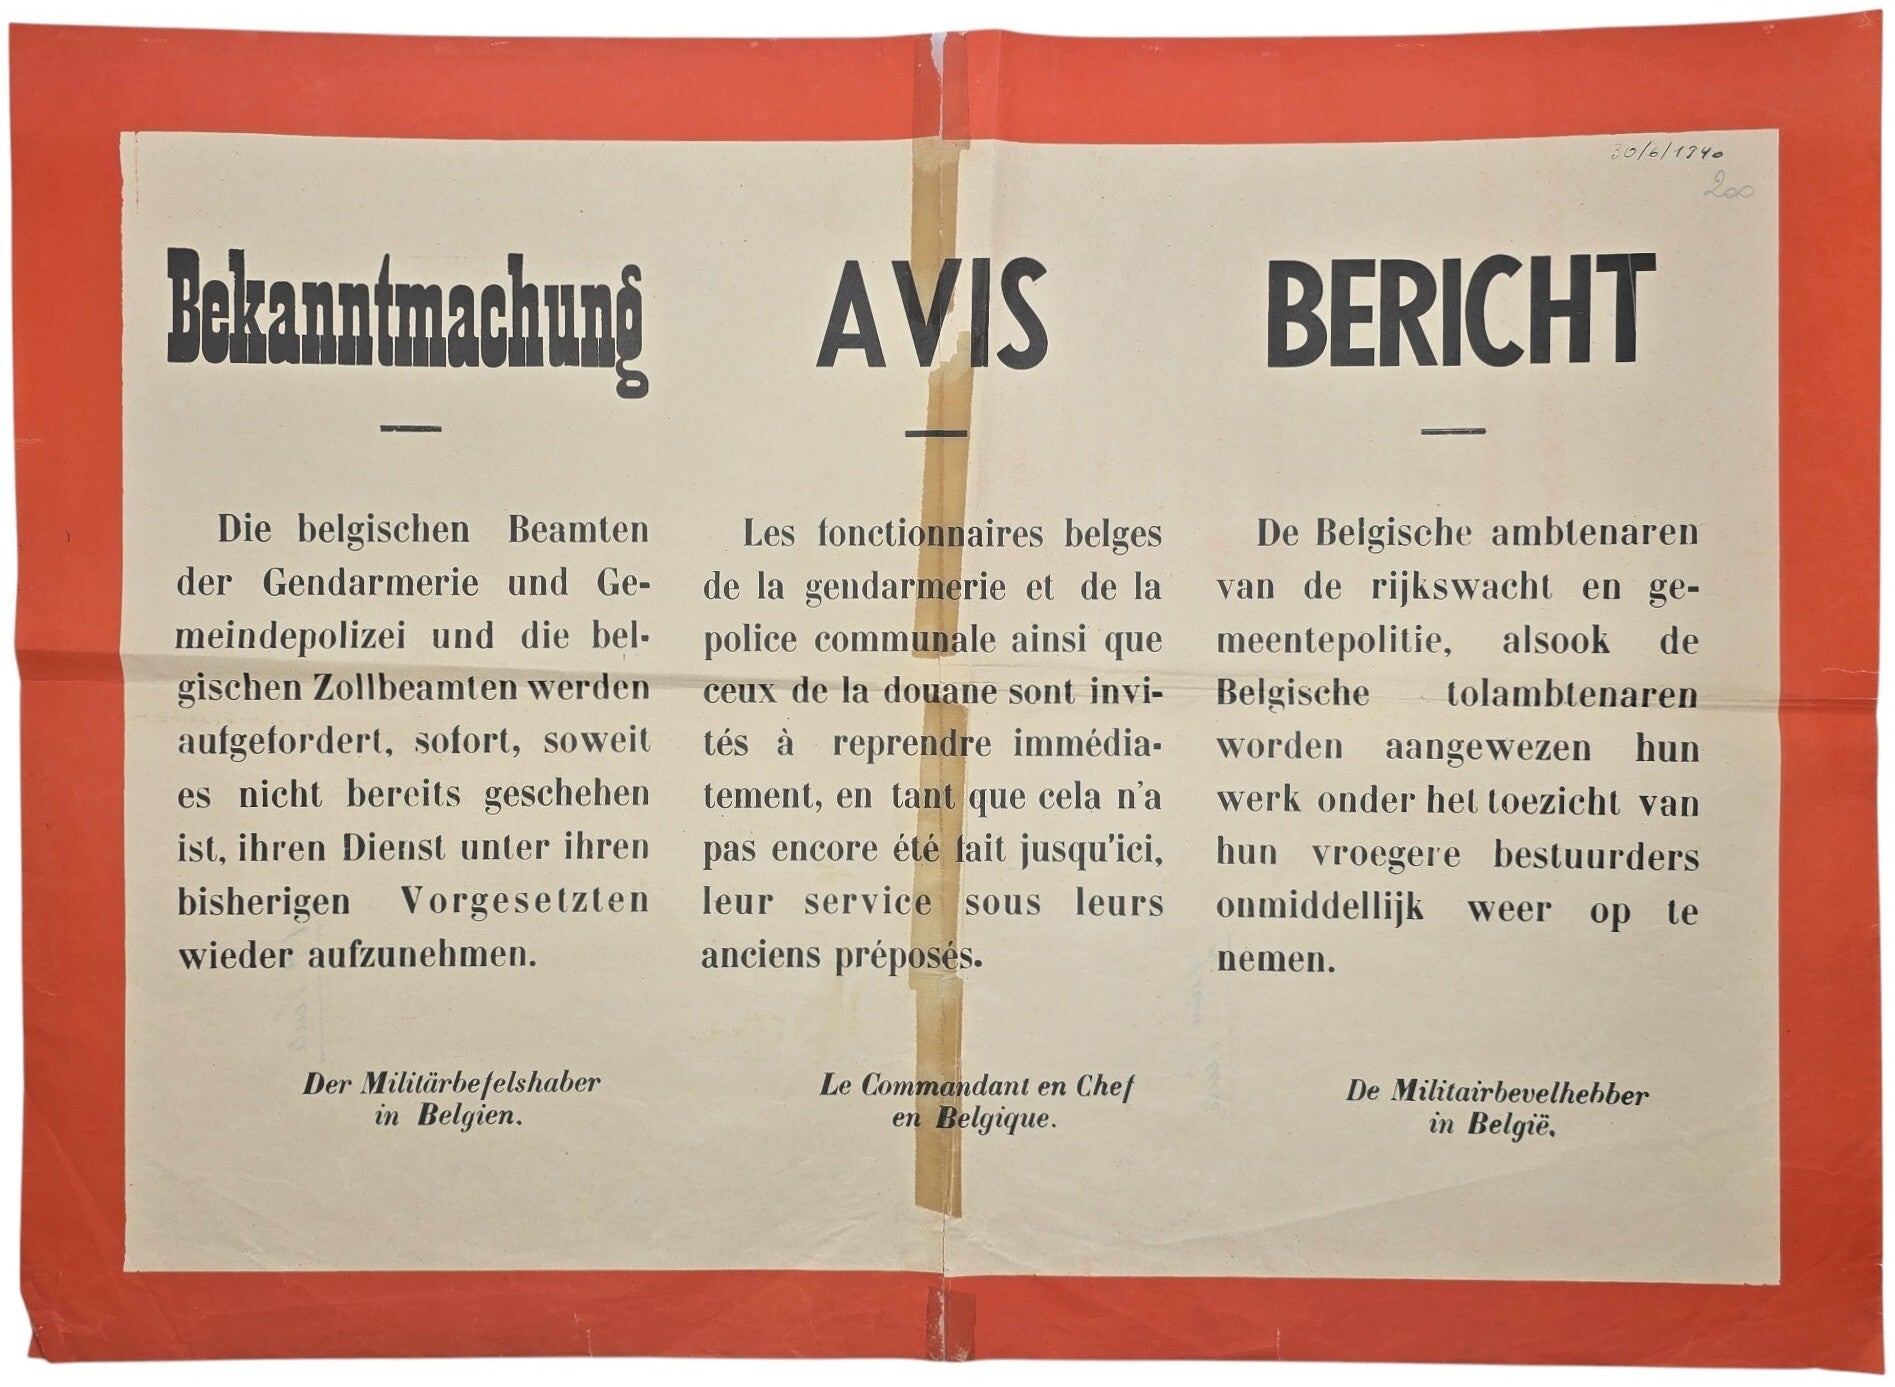 30/6/1940
200
Bekanntmachung
Die belgischen Beamten
der Gendarmerie und Ge-
meindepolizei und die bel-
gischen Zollbeamten werden
aufgefordert, sofort, soweit
es nicht bereits geschehen
ist, ihren Dienst unter ihren
bisherigen Vorgesetzten
wieder aufzunehmen.
Der Militärbefelshaber
in Belgien.
AVIS
Les fonctionnaires belges
de la gendarmerie et de la
police communale ainsi que
ceux de la douane sont invi-
tés à reprendre immédia-
tement, en tant que cela n'a
pas encore été fait jusqu'ici,
leur service sous leurs
anciens préposés.
Le Commandant en Chef
en Belgique.
BERICHT
De Belgische ambtenaren
van de rijkswacht en ge-
meentepolitie, alsook de
Belgische tolambtenaren
worden aangewezen hun
werk onder het toezicht van
hun vroegere bestuurders
onmiddellijk weer op te
nemen.
De Militairbevelhebber
in België.